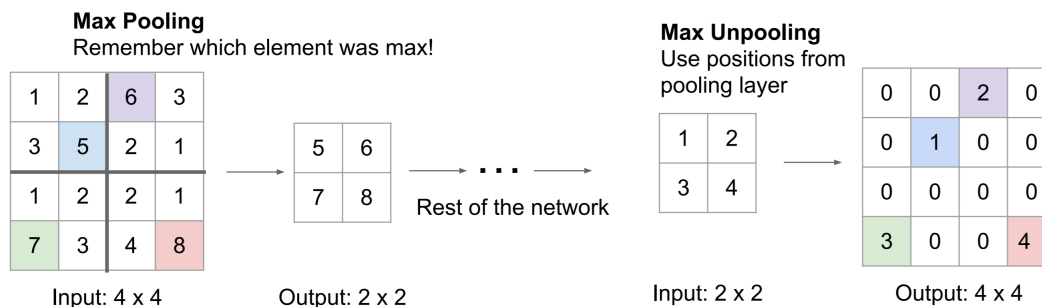 Max Pooling
Remember which element was max!
1 2 6 3
3 5 2 1
1 2 2 1
7 3 4 8
Input: 4 x 4
5 6
7 8
Output: 2 x 2
...
Rest of the network
Max Unpooling
Use positions from
pooling layer
1 2
3 4
Input: 2 x 2
0 0 2 0
0 1 0 0
0 0 0 0
3 0 0 4
Output: 4 x 4